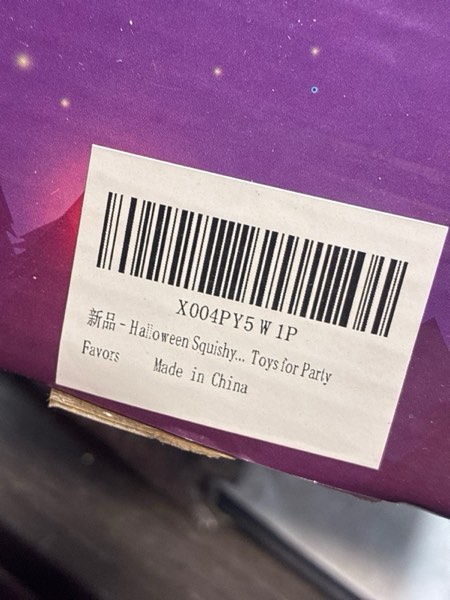 X004PY5W1P
新品 - Halloween Squishy... Toys for Party
Favors Made in China